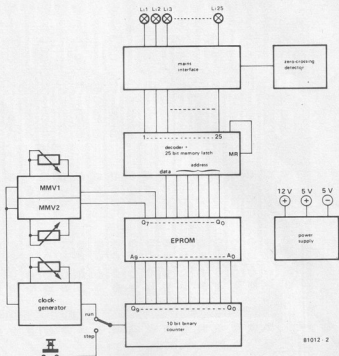 La1 La2 La3 La25
mains
interface
zero-crossing
detector
1 25
decoder +
25 bit memory latch
MR
data address
MMV1
MMV2
Q7 Q0
EPROM
A9 A0
12 V 5 V 5 V
power
supply
clock-
generator
run
step
Q9 Q0
10 bit binary
counter
81012 - 2